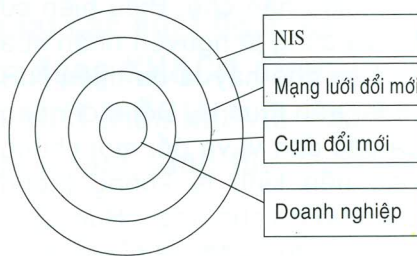 NIS
Mạng lưới đổi mới
Cụm đổi mới
Doanh nghiệp